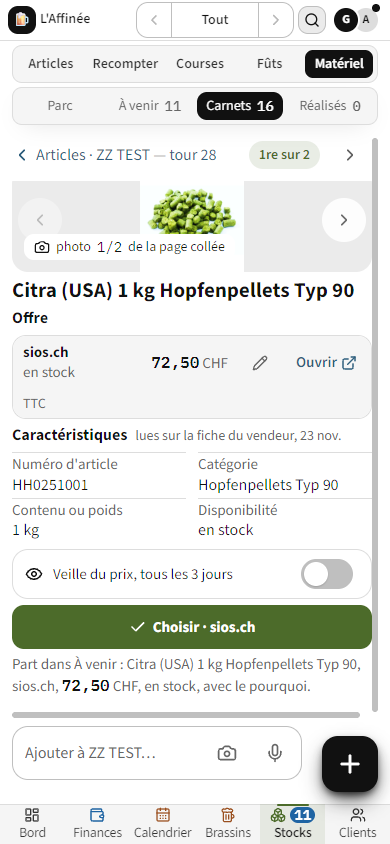 L'Affinée
Tout
G
A
Articles
Recompter
Courses
Fûts
Matériel
Parc
À venir 11
Carnets 16
Réalisés 0
Articles · ZZ TEST — tour 28
1re sur 2
photo 1/2 de la page collée
Citra (USA) 1 kg Hopfenpellets Typ 90
Offre
sios.ch
72,50 CHF
Ouvrir
en stock
TTC
Caractéristiques lues sur la fiche du vendeur, 23 nov.
Numéro d'article
Catégorie
HH0251001
Hopfenpellets Typ 90
Contenu ou poids
Disponibilité
1 kg
en stock
Veille du prix, tous les 3 jours
Choisir · sios.ch
Part dans À venir : Citra (USA) 1 kg Hopfenpellets Typ 90,
sios.ch, 72,50 CHF, en stock, avec le pourquoi.
Ajouter à ZZ TEST…
11
Bord
Finances
Calendrier
Brassins
Stocks
Clients